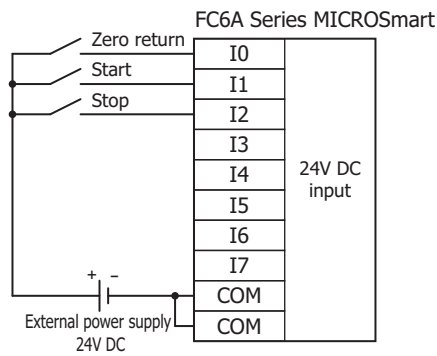 FC6A Series MICROSmart
Zero return
I0
Start
I1
Stop
I2
I3
I4
24V DC
input
I5
I6
I7
+ −
COM
External power supply
24V DC
COM